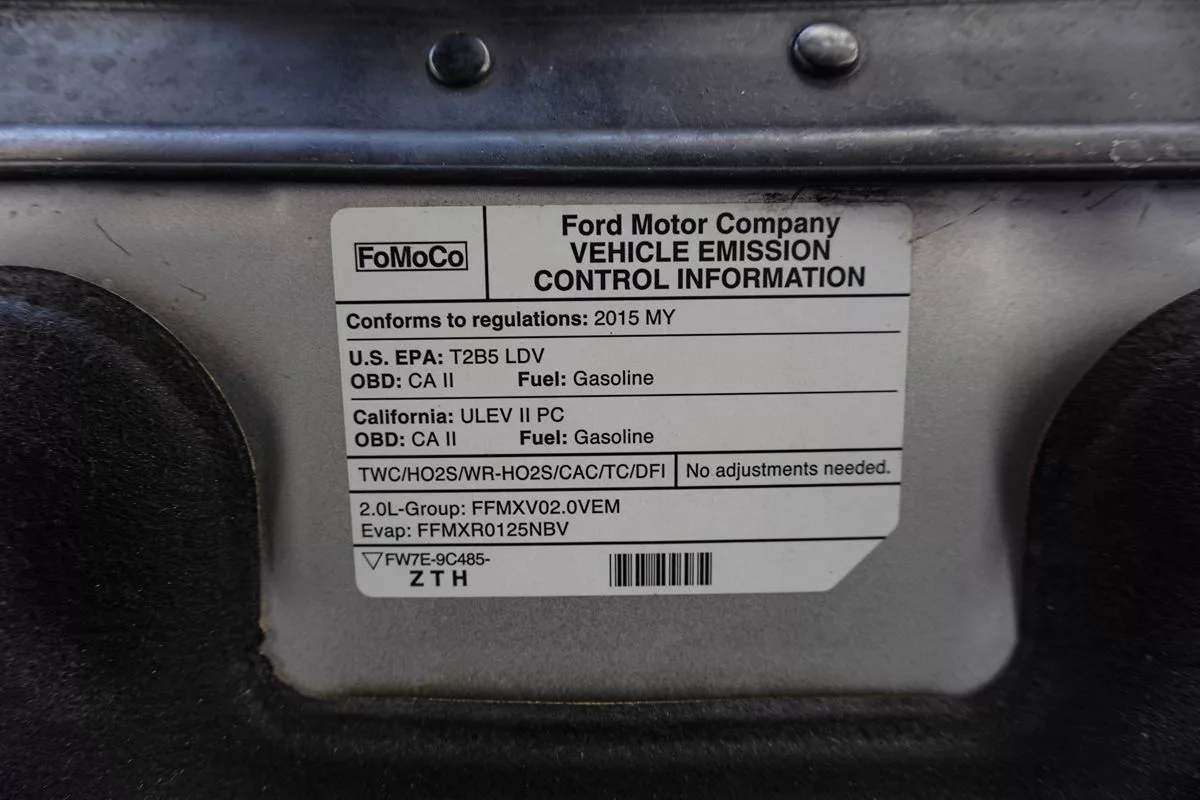 FoMoCo
Ford Motor Company
VEHICLE EMISSION
CONTROL INFORMATION
Conforms to regulations: 2015 MY
U.S. EPA: T2B5 LDV
OBD: CA II Fuel: Gasoline
California: ULEV II PC
OBD: CA II Fuel: Gasoline
TWC/HO2S/WR-HO2S/CAC/TC/DFI No adjustments needed.
2.0L-Group: FFMXV02.0VEM
Evap: FFMXR0125NBV
▽FW7E-9C485-
ZTH